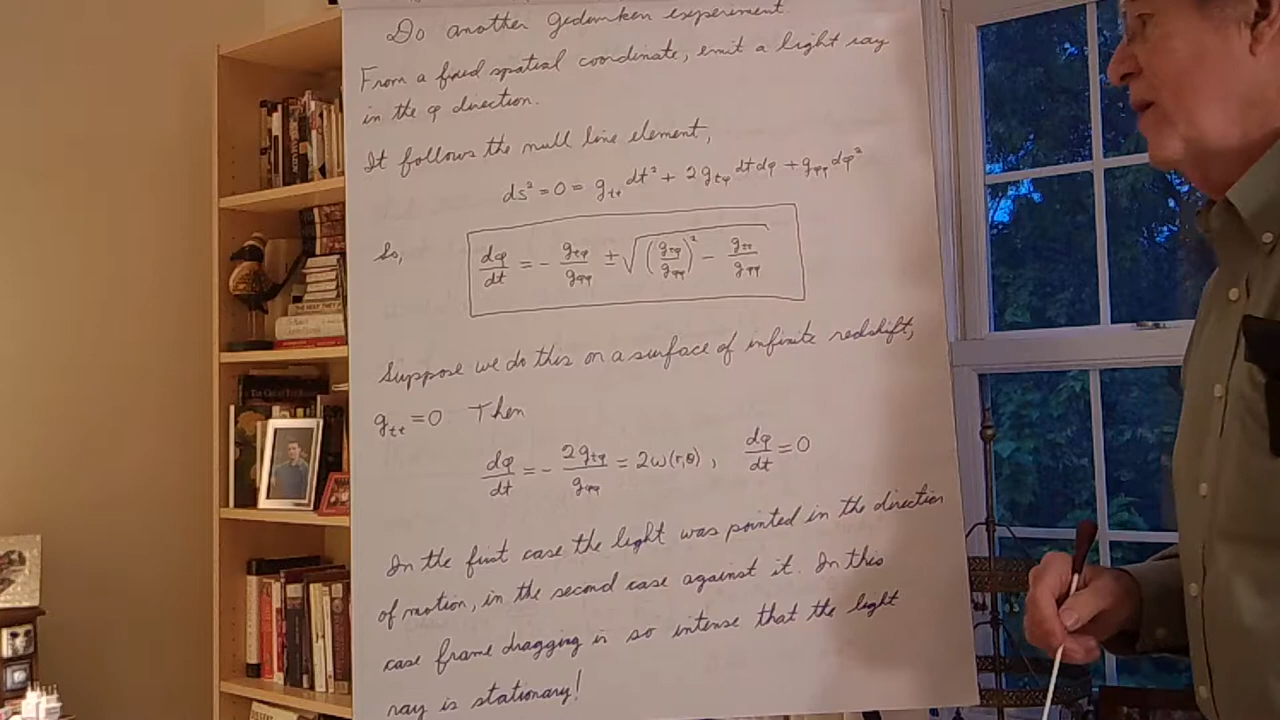 Do another gedunken experiment.
From a fixed spatial coordinate, emit a light ray
in the φ direction.
It follows the null line element,
ds² = 0 = g_tt dt² + 2g_tφ dt dφ + g_φφ dφ²
So, dφ/dt = - g_tφ/g_φφ ± √((g_tφ/g_φφ)² - g_tt/g_φφ)
Suppose we do this on a surface of infinite redshift,
g_tt = 0 Then
dφ/dt = - 2g_tφ/g_φφ = 2ω(r,θ), dφ/dt = 0
In the first case the light was pointed in the direction
of motion, in the second case against it. In this
case frame dragging is so intense that the light
ray is stationary!